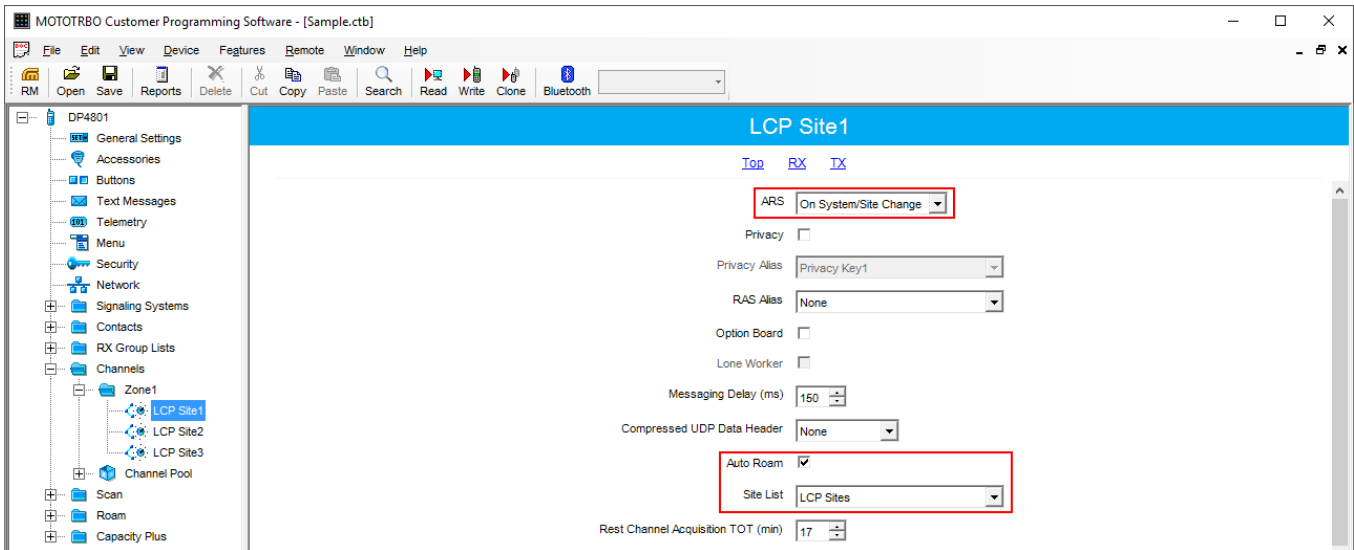 MOTOTRBO Customer Programming Software - [Sample.ctb]
File Edit View Device Features Remote Window Help
RM Open Save Reports Delete Cut Copy Paste Search Read Write Clone Bluetooth
DP4801
General Settings
Accessories
Buttons
Text Messages
Telemetry
Menu
Security
Network
Signaling Systems
Contacts
RX Group Lists
Channels
Zone1
LCP Site1
LCP Site2
LCP Site3
Channel Pool
Scan
Roam
Capacity Plus
LCP Site1
Top RX TX
ARS On System/Site Change
Privacy
Privacy Alias Privacy Key1
RAS Alias None
Option Board
Lone Worker
Messaging Delay (ms) 150
Compressed UDP Data Header None
Auto Roam
Site List LCP Sites
Rest Channel Acquisition TOT (min) 17